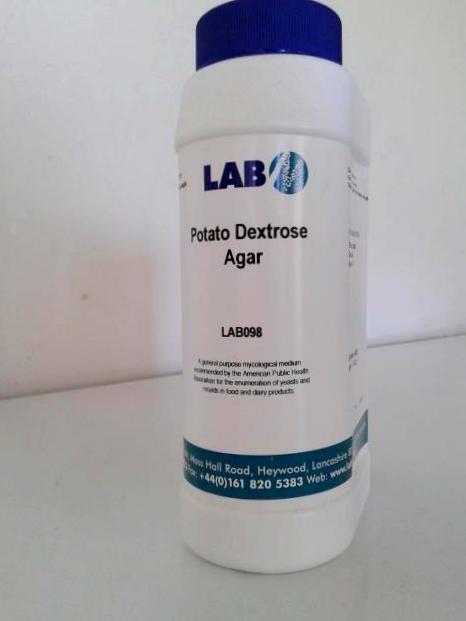 LAB
Potato Dextrose
Agar
LAB098
A general purpose mycological medium
recommended by the American Public Health
Association for the enumeration of yeasts and
moulds in food and dairy products.
Moss Hall Road, Heywood, Lancashire
Fax: +44(0)161 820 5383 Web: www.